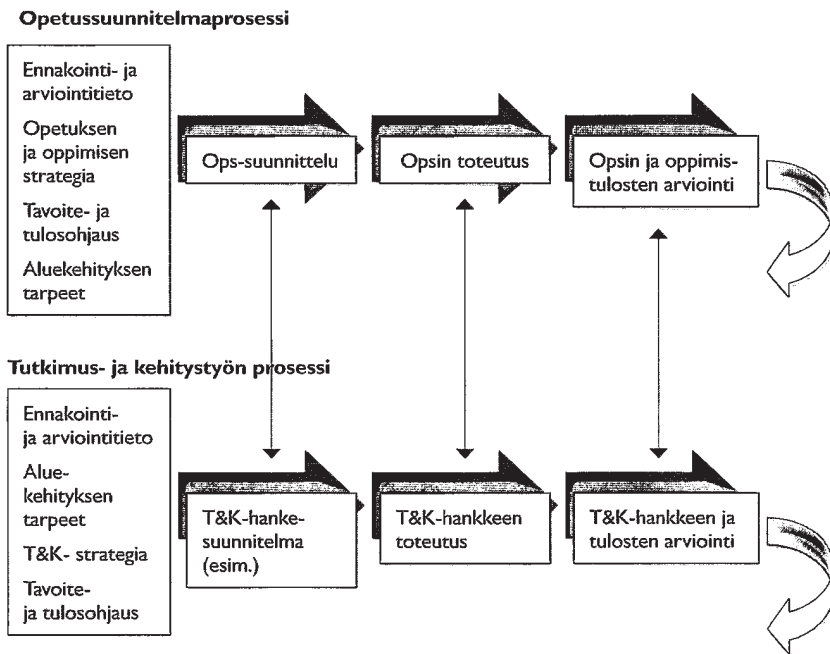 Opetussuunnitelmaprosessi
Ennakointi- ja
arviointitieto
Opetuksen
ja oppimisen
strategia
Tavoite- ja
tulosohjaus
Aluekehityksen
tarpeet
Ops-suunnittelu
Opsin toteutus
Opsin ja oppimis-
tulosten arviointi
Tutkimus- ja kehitystyön prosessi
Ennakointi-
ja arviointitieto
Alue-
kehityksen
tarpeet
T&K- strategia
Tavoite-
ja tulosohjaus
T&K-hanke-
suunnitelma
(esim.)
T&K-hankkeen
toteutus
T&K-hankkeen ja
tulosten arviointi